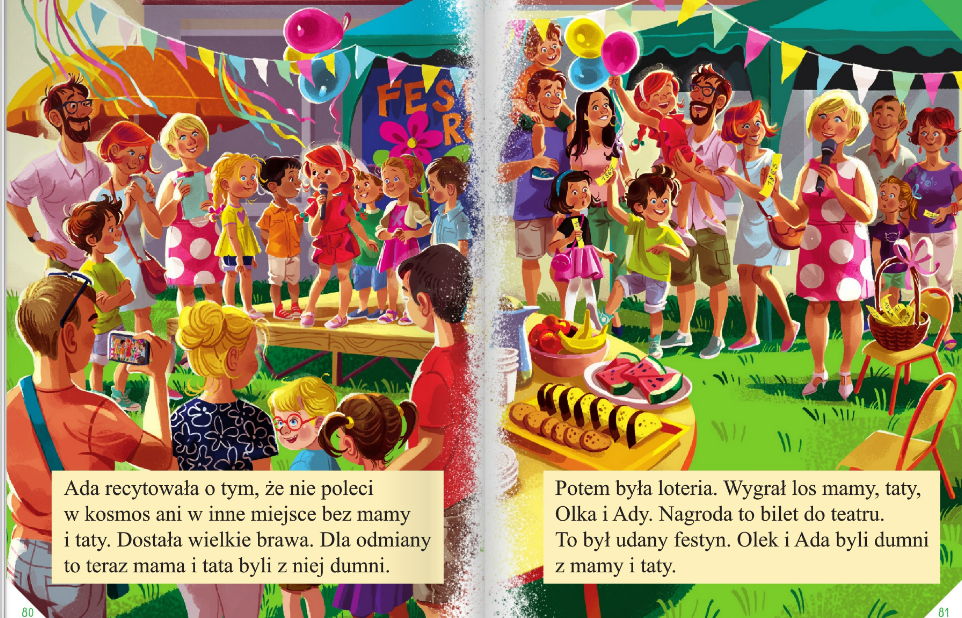 FES
R
Ada recytowała o tym, że nie poleci
w kosmos ani w inne miejsce bez mamy
i taty. Dostała wielkie brawa. Dla odmiany
to teraz mama i tata byli z niej dumni.
80
Potem była loteria. Wygrał los mamy, taty,
Olka i Ady. Nagroda to bilet do teatru.
To był udany festyn. Olek i Ada byli dumni
z mamy i taty.
81